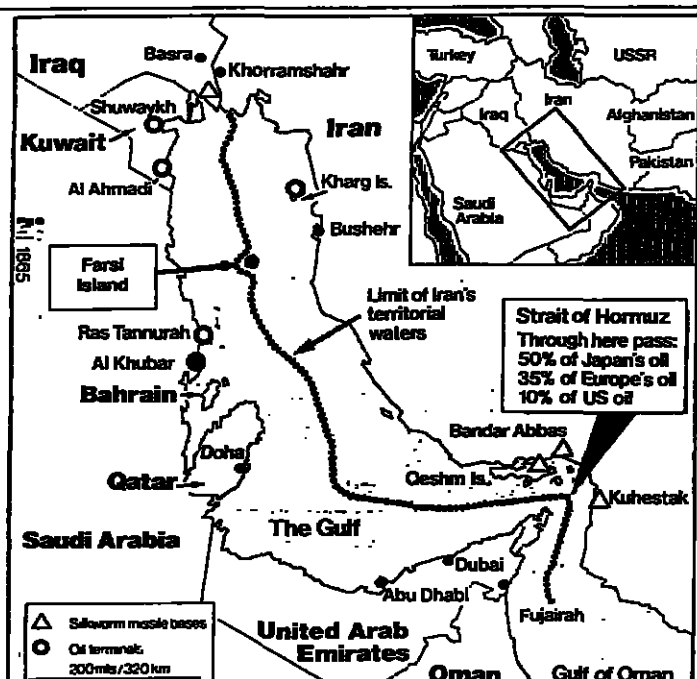 Basra
Iraq
Khorramshahr
Shuwaykh
Kuwait
Iran
Al Ahmadi
Kharg Is.
Bushehr
1865
Farsi
Island
Limit of Iran's
territorial
waters
Ras Tannurah
Al Khubar
Bahrain
Doha
Qatar
Saudi Arabia
The Gulf
Strait of Hormuz
Through here pass:
50% of Japan's oil
35% of Europe's oil
10% of US oil
Bandar Abbas
Qeshm Is.
Kuhestak
Dubai
Abu Dhabi
Fujairah
United Arab
Emirates
Oman
Gulf of Oman
Silkworm missile bases
Oil terminals
200mls/320km
Turkey
USSR
Iraq
Iran
Afghanistan
Pakistan
Saudi
Arabia